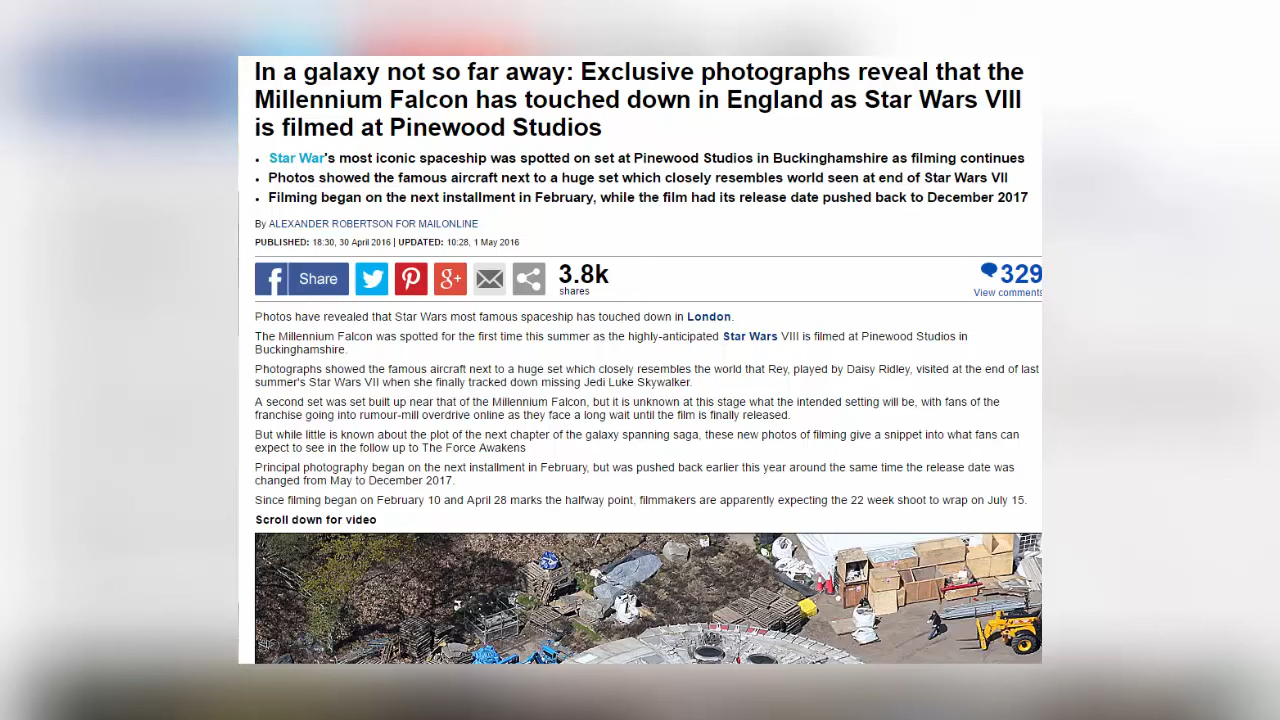 In a galaxy not so far away: Exclusive photographs reveal that the
Millennium Falcon has touched down in England as Star Wars VIII
is filmed at Pinewood Studios
• Star War's most iconic spaceship was spotted on set at Pinewood Studios in Buckinghamshire as filming continues
• Photos showed the famous aircraft next to a huge set which closely resembles world seen at end of Star Wars VII
• Filming began on the next installment in February, while the film had its release date pushed back to December 2017
By ALEXANDER ROBERTSON FOR MAILONLINE
PUBLISHED: 18:30, 30 April 2016 | UPDATED: 10:28, 1 May 2016
f Share g+ 3.8k 329
shares View comments
Photos have revealed that Star Wars most famous spaceship has touched down in London.
The Millennium Falcon was spotted for the first time this summer as the highly-anticipated Star Wars VIII is filmed at Pinewood Studios in
Buckinghamshire.
Photographs showed the famous aircraft next to a huge set which closely resembles the world that Rey, played by Daisy Ridley, visited at the end of last
summer's Star Wars VII when she finally tracked down missing Jedi Luke Skywalker.
A second set was set built up near that of the Millennium Falcon, but it is unknown at this stage what the intended setting will be, with fans of the
franchise going into rumour-mill overdrive online as they face a long wait until the film is finally released.
But while little is known about the plot of the next chapter of the galaxy spanning saga, these new photos of filming give a snippet into what fans can
expect to see in the follow up to The Force Awakens
Principal photography began on the next installment in February, but was pushed back earlier this year around the same time the release date was
changed from May to December 2017.
Since filming began on February 10 and April 28 marks the halfway point, filmmakers are apparently expecting the 22 week shoot to wrap on July 15.
Scroll down for video